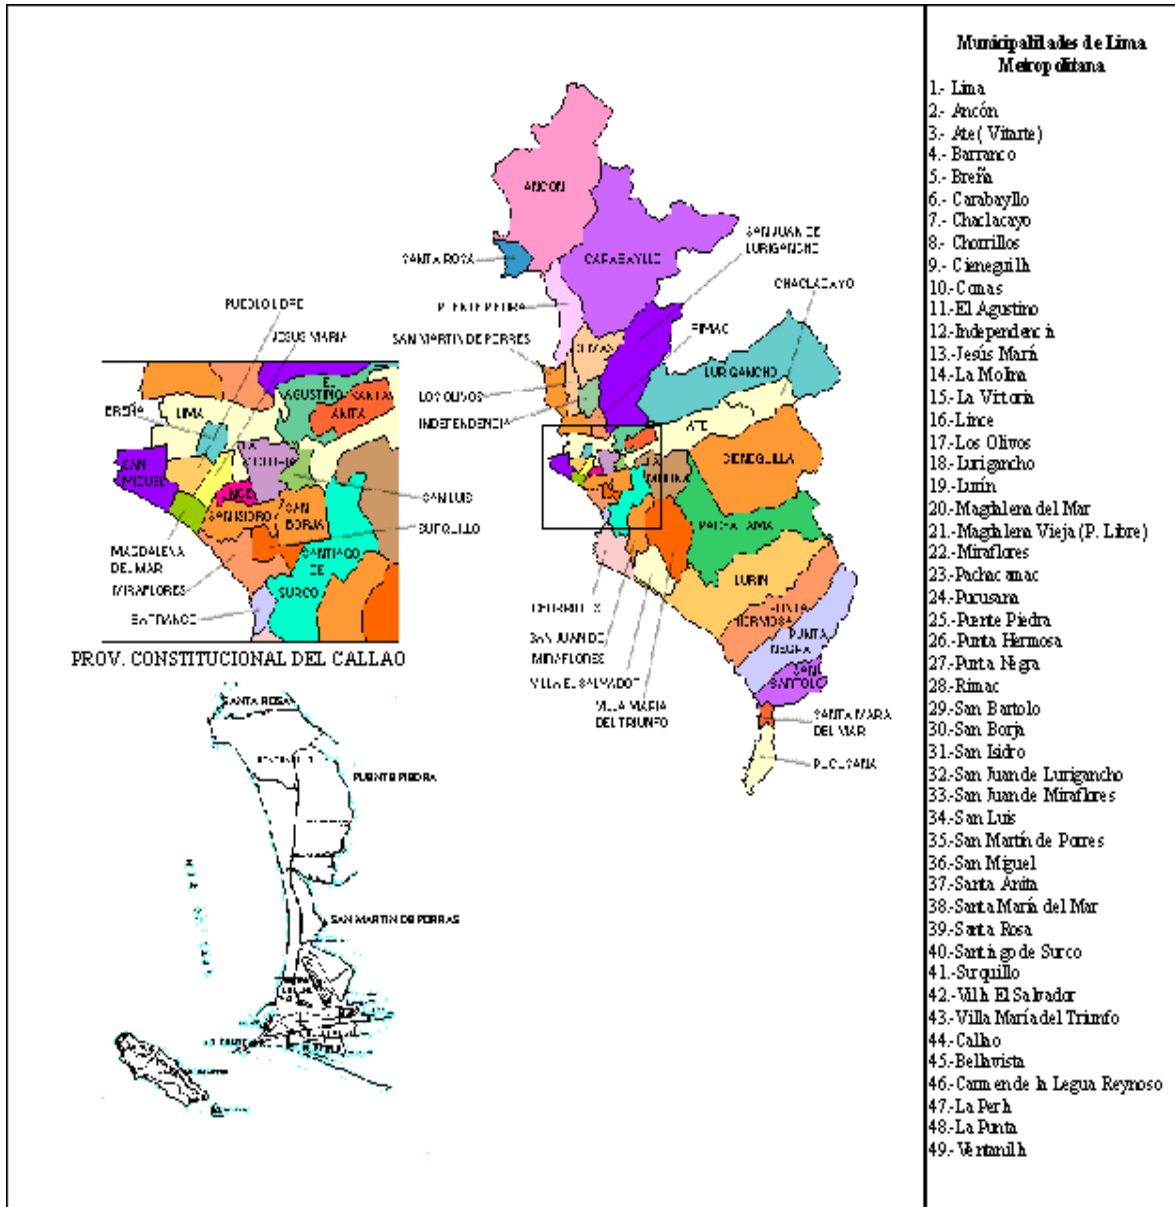 Municipalidades de Lima
Metropolitana
1.- Lima
2.- Ancón
3.- Ate ( Vitarte)
4.- Barranco
5.- Breña
6.- Carabayllo
7.- Chaclacayo
8.- Chorrillos
9.- Cieneguilla
10.- Comas
11.-El Agustino
12.-Independencia
13.-Jesús María
14.-La Molina
15.-La Victoria
16.-Lince
17.-Los Olivos
18.-Lurigancho
19.-Lurín
20.-Magdalena del Mar
21.-Magdalena Vieja (P. Libre)
22.-Miraflores
23.-Pachacamac
24.-Pucusana
25.-Puente Piedra
26.-Punta Hermosa
27.-Punta Negra
28.-Rimac
29.-San Bartolo
30.-San Borja
31.-San Isidro
32.-San Juan de Lurigancho
33.-San Juan de Miraflores
34.-San Luis
35.-San Martín de Porres
36.-San Miguel
37.-Santa Anita
38.-Santa María del Mar
39.-Santa Rosa
40.-Santiago de Surco
41.-Surquillo
42.-Villa El Salvador
43.-Villa María del Triunfo
44.-Callao
45.-Bellavista
46.-Carmen de la Legua Reynoso
47.-La Perla
48.-La Punta
49.-Ventanilla
ANCON
SANTA ROSA
CARABAYLLO
SAN JUAN DE
LURIGANCHO
CHACLACAYO
PUENTE PIEDRA
RIMAC
SAN MARTIN DE PORRES
COMAS
LURIGANCHO
LOS OLIVOS
INDEPENDENCIA
ATE
CIENEGUILLA
LA
MOLINA
PACHACAMAC
LURIN
PUNTA
HERMOSA
PUNTA
NEGRA
SAN
BARTOLO
SANTA MARA
DEL MAR
PUCUSANA
CHORRILLOS
SAN JUAN DE
MIRAFLORES
VILLA EL SALVADOR
VILLA MARIA
DEL TRIUNFO
PUEBLO LIBRE
JESUS MARIA
EL
AGUSTINO
SANTA
ANITA
BREÑA
LIMA
LA
VICTORIA
SAN
MIGUEL
LINCE
SAN ISIDRO
SAN
BORJA
SAN LUIS
SURQUILLO
SANTIAGO
DE
SURCO
MAGDALENA
DEL MAR
MIRAFLORES
BARRANCO
PROV. CONSTITUCIONAL DEL CALLAO
SANTA ROSA
PUENTE PIEDRA
SAN MARTIN DE PORRAS